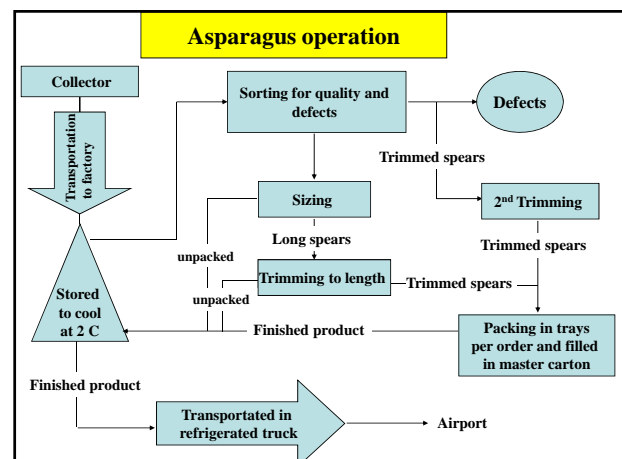 Asparagus operation
Collector
Transportation
to factory
Sorting for quality and
defects
Defects
Trimmed spears
Sizing
2nd Trimming
Long spears
Trimmed spears
unpacked
Trimming to length
Trimmed spears
unpacked
Stored
to cool
at 2 C
Finished product
Packing in trays
per order and filled
in master carton
Finished product
Transportated in
refrigerated truck
Airport